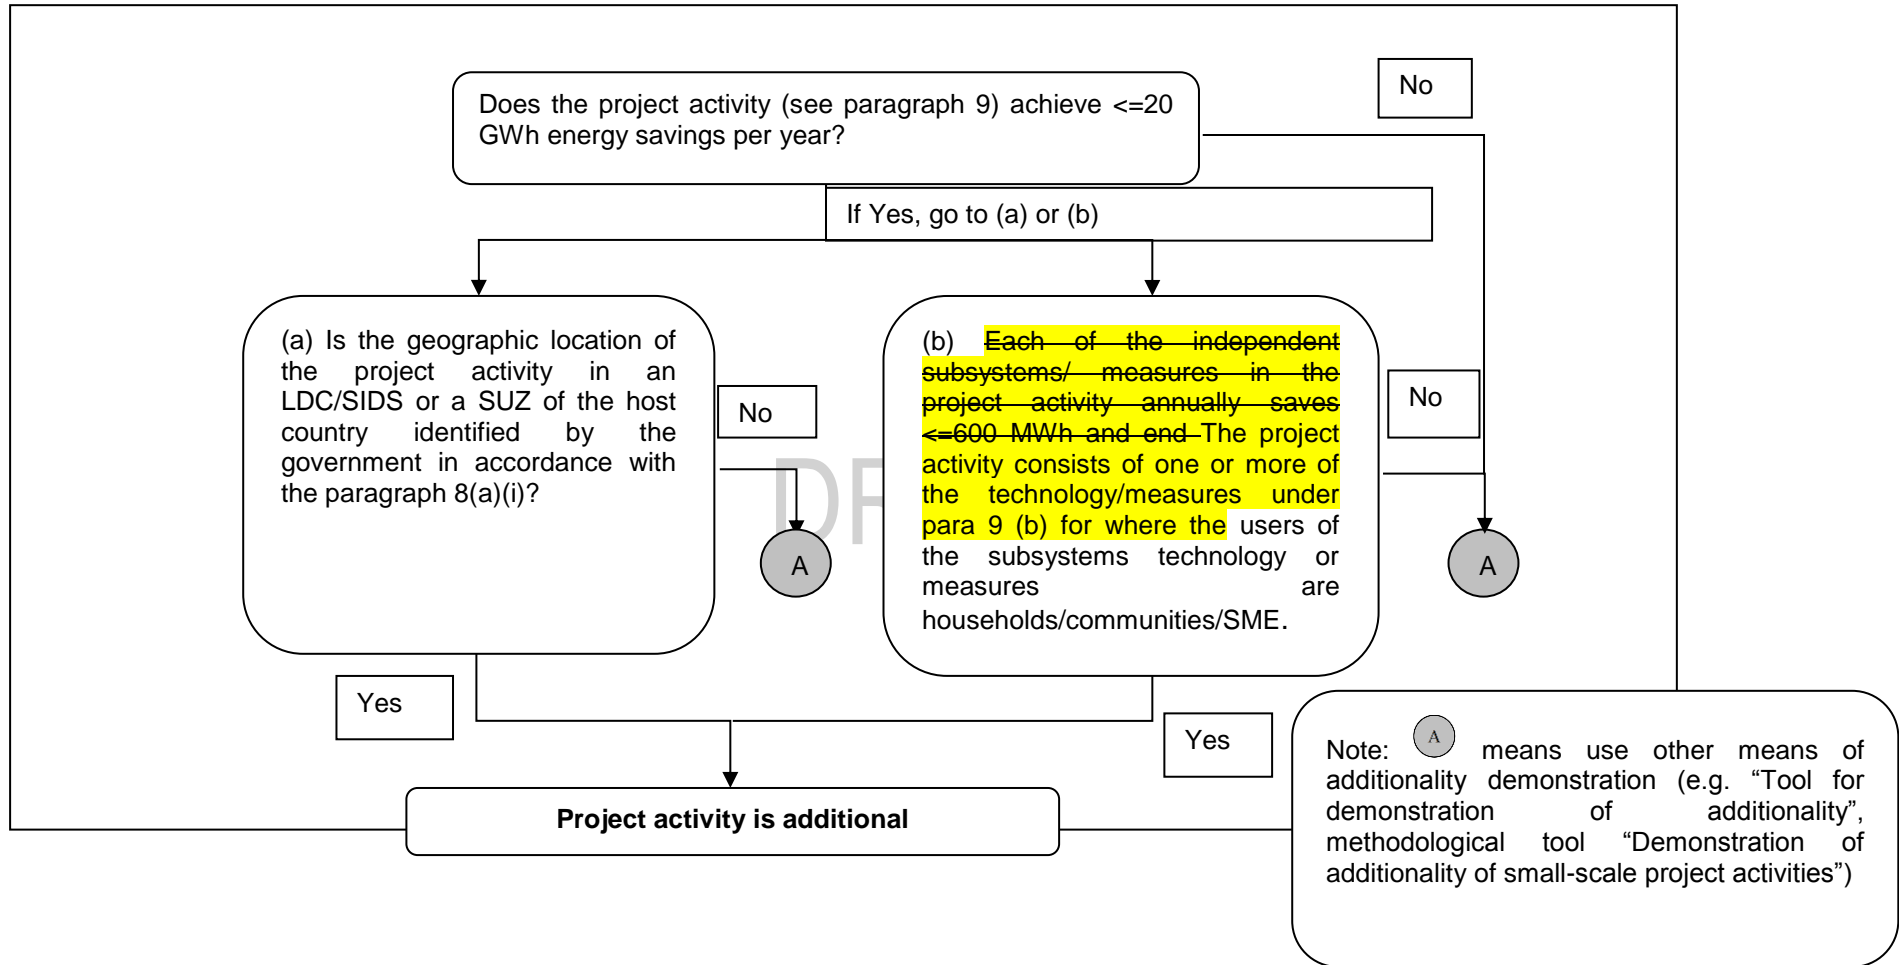 Does the project activity (see paragraph 9) achieve <=20
GWh energy savings per year?
No
If Yes, go to (a) or (b)
(a) Is the geographic location of
the project activity in an
LDC/SIDS or a SUZ of the host
country identified by the
government in accordance with
the paragraph 8(a)(i)?
No
A
(b) Each of the independent
subsystems/ measures in the
project activity annually saves
<=600 MWh and end The project
activity consists of one or more of
the technology/measures under
para 9 (b) for where the users of
the subsystems technology or
measures are
households/communities/SME.
No
A
Yes
Yes
Project activity is additional
Note: A means use other means of
additionality demonstration (e.g. “Tool for
demonstration of additionality”,
methodological tool “Demonstration of
additionality of small-scale project activities”)